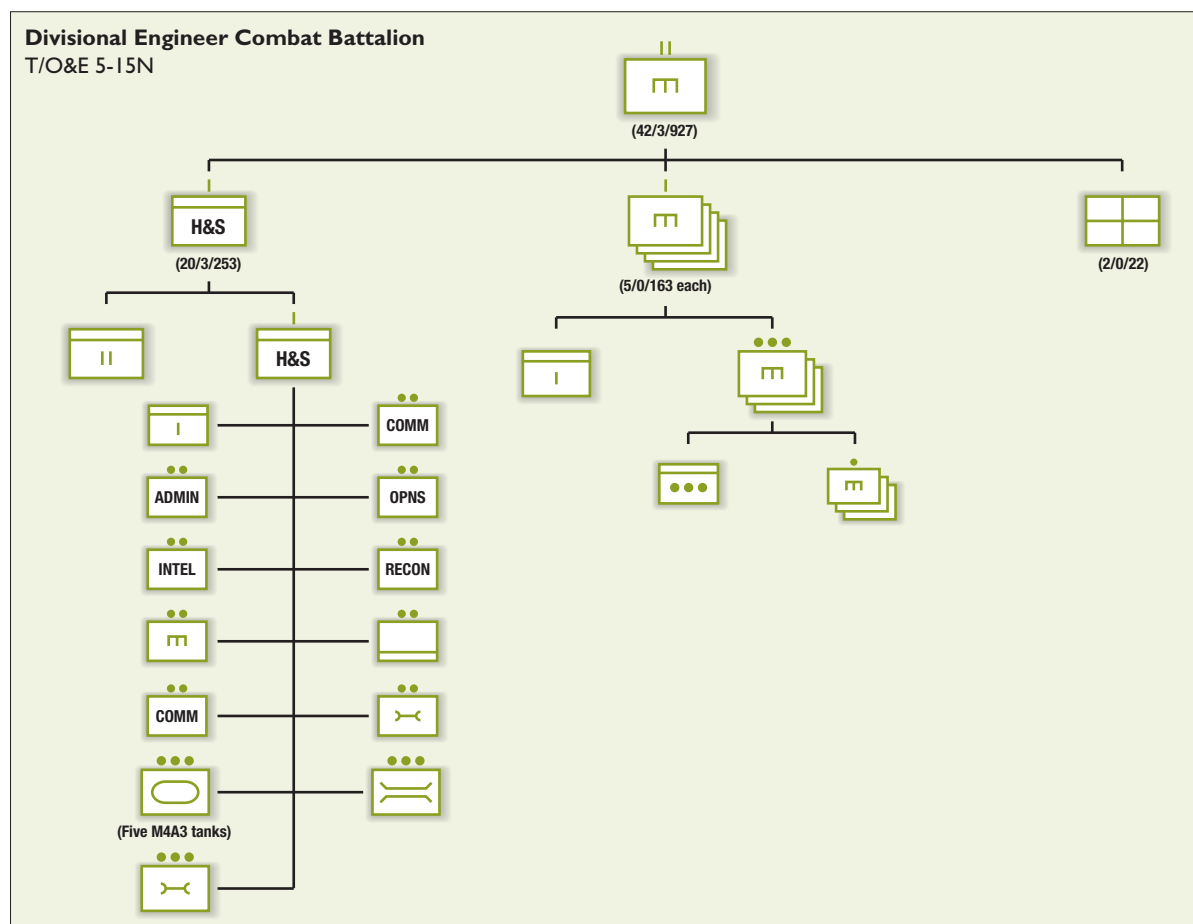 Divisional Engineer Combat Battalion
T/O&E 5-15N
(42/3/927)
H&S
(20/3/253)
(5/0/163 each)
(2/0/22)
H&S
COMM
ADMIN
OPNS
INTEL
RECON
COMM
(Five M4A3 tanks)